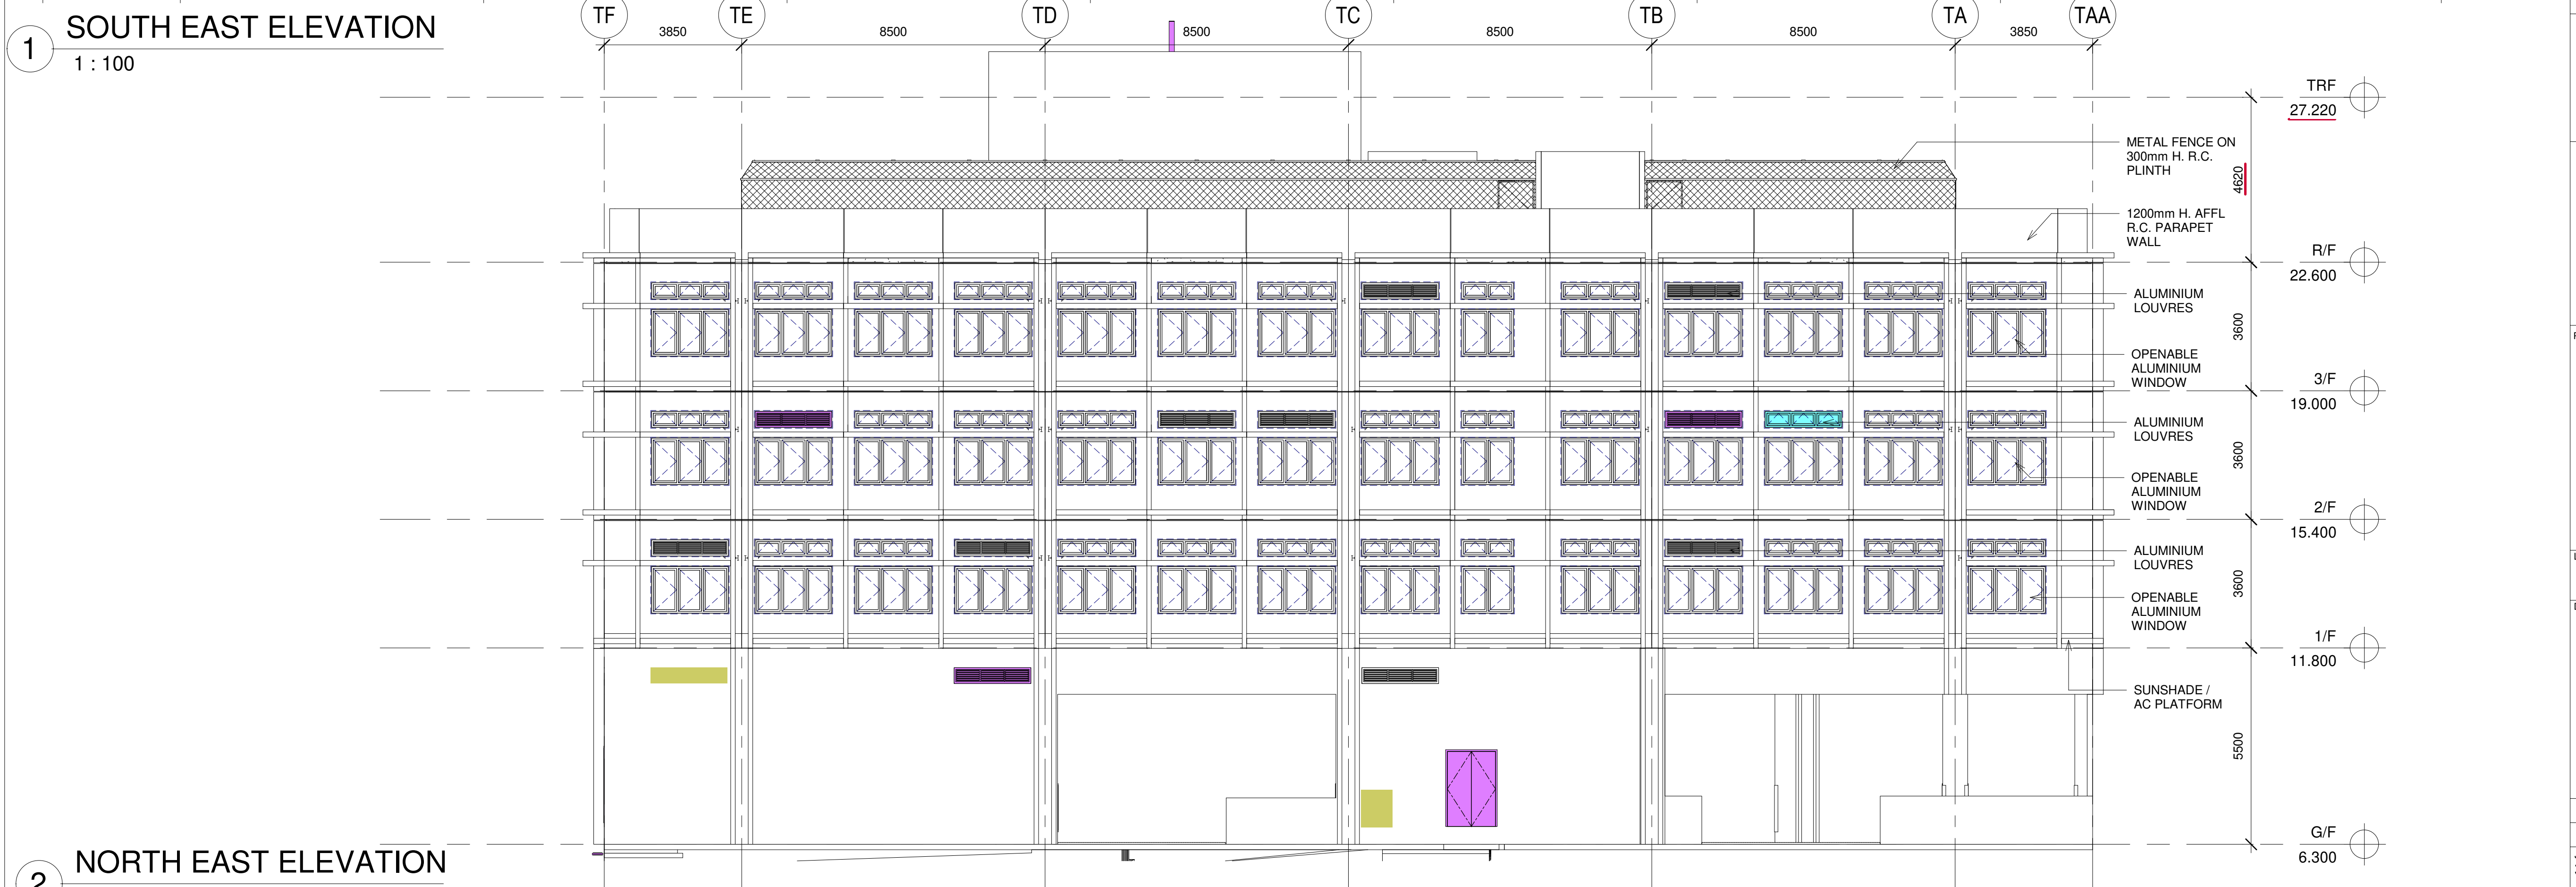 1
SOUTH EAST ELEVATION
1 : 100
TF
TE
TD
TC
TB
TA
TAA
3850
8500
8500
8500
8500
3850
TRF
27.220
METAL FENCE ON
300mm H. R.C.
PLINTH
4620
1200mm H. AFFL
R.C. PARAPET
WALL
R/F
22.600
ALUMINIUM
LOUVRES
3600
OPENABLE
ALUMINIUM
WINDOW
3/F
19.000
ALUMINIUM
LOUVRES
3600
OPENABLE
ALUMINIUM
WINDOW
2/F
15.400
ALUMINIUM
LOUVRES
3600
OPENABLE
ALUMINIUM
WINDOW
1/F
11.800
SUNSHADE /
AC PLATFORM
5500
G/F
6.300
2
NORTH EAST ELEVATION